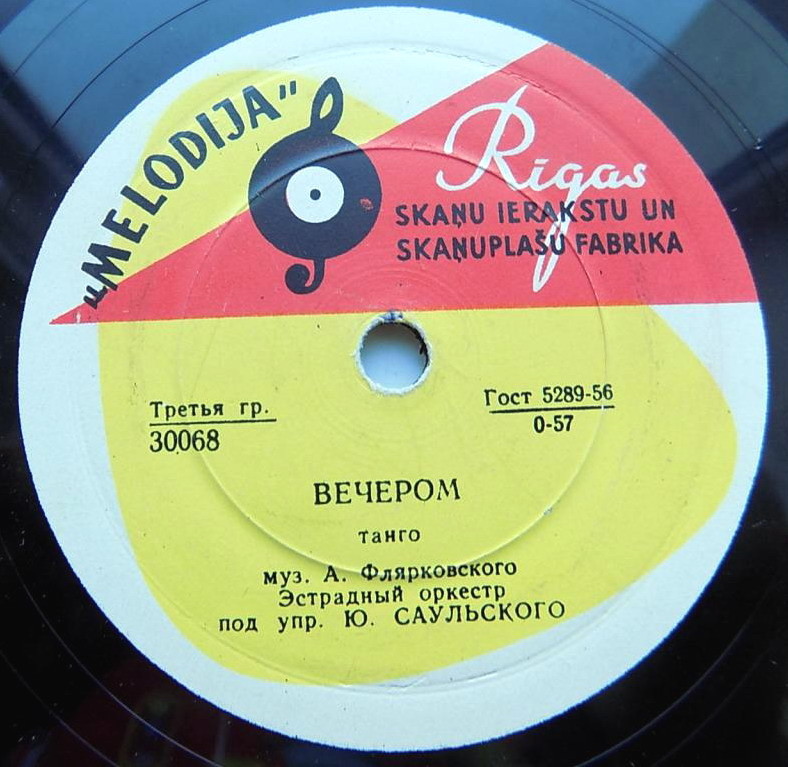 „MELODIJA”
Rīgas
SKAŅU IERAKSTU UN
SKAŅUPLAŠU FABRIKA
Третья гр.
30068
Гост 5289-56
0-57
ВЕЧЕРОМ
танго
муз. А. Флярковского
Эстрадный оркестр
под упр. Ю. САУЛЬСКОГО